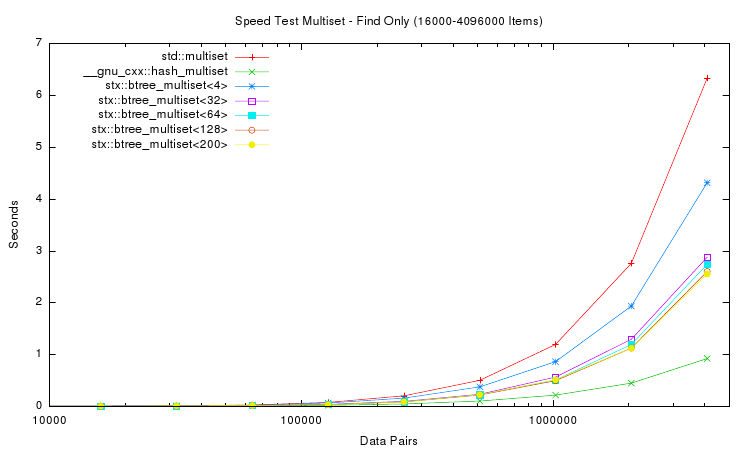 Speed Test Multiset - Find Only (16000-4096000 Items)
7
6
5
4
3
2
1
0
Seconds
std::multiset
__gnu_cxx::hash_multiset
stx::btree_multiset<4>
stx::btree_multiset<32>
stx::btree_multiset<64>
stx::btree_multiset<128>
stx::btree_multiset<200>
10000
100000
1000000
Data Pairs